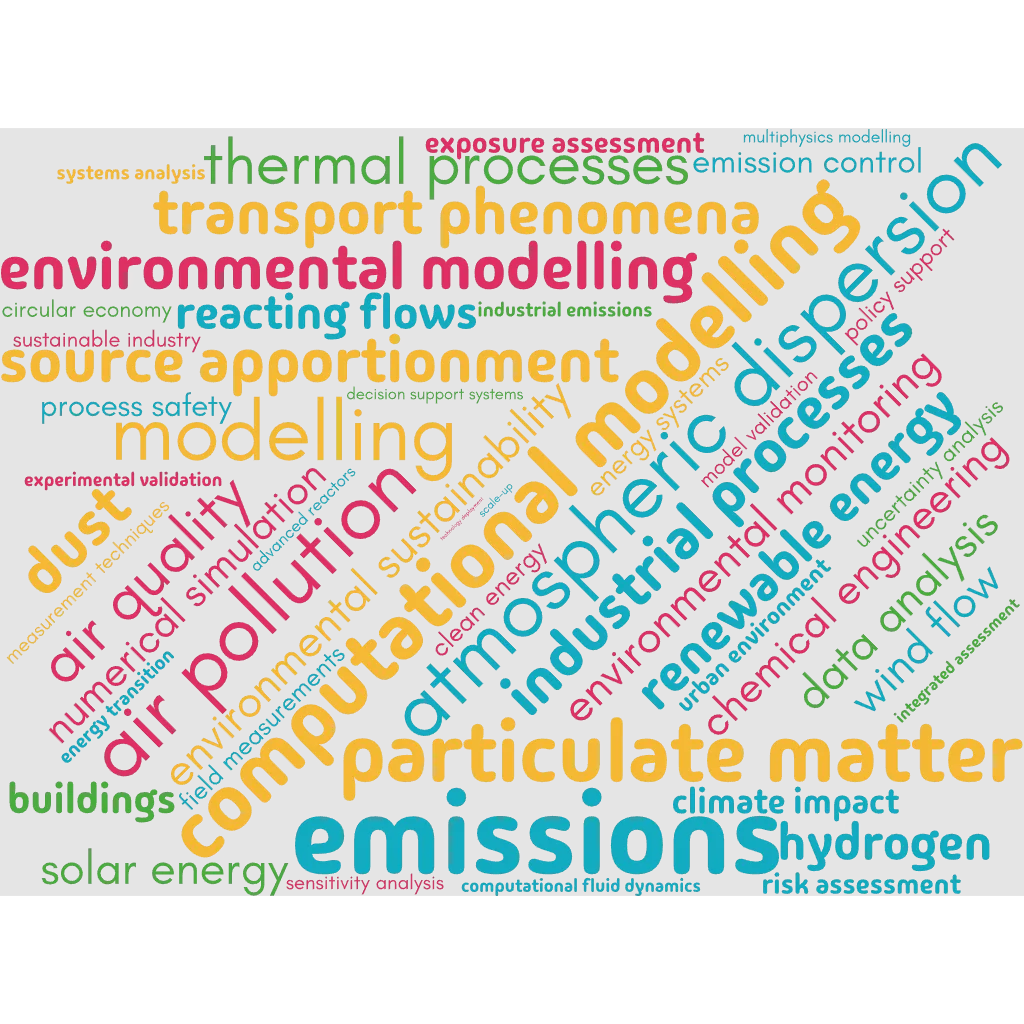 multiphysics modelling
exposure assessment
thermal processes
emission control
systems analysis
transport phenomena
environmental modelling
circular economy
reacting flows
industrial emissions
sustainable industry
source apportionment
decision support systems
process safety
modelling
experimental validation
dust
measurement techniques
air quality
numerical simulation
advanced reactors
energy transition
air pollution
environmental sustainability
field measurements
technology deployment
scale-up
computational modelling
energy systems
clean energy
atmospheric dispersion
policy support
model validation
industrial processes
environmental monitoring
renewable energy
urban environment
uncertainty analysis
chemical engineering
data analysis
wind flow
integrated assessment
particulate matter
buildings
climate impact
emissions
hydrogen
solar energy
sensitivity analysis
computational fluid dynamics
risk assessment